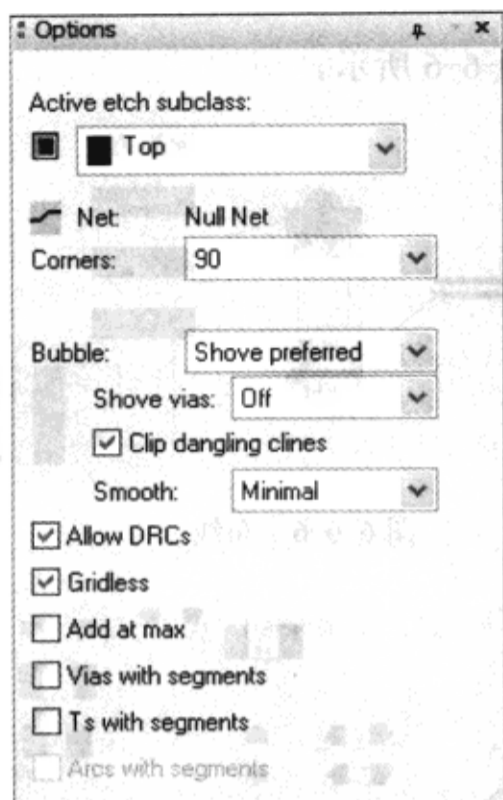 Options
Active etch subclass:
Top
Net: Null Net
Corners: 90
Bubble: Shove preferred
Shove vias: Off
Clip dangling clines
Smooth: Minimal
Allow DRCs
Gridless
Add at max
Vias with segments
Ts with segments
Arcs with segments